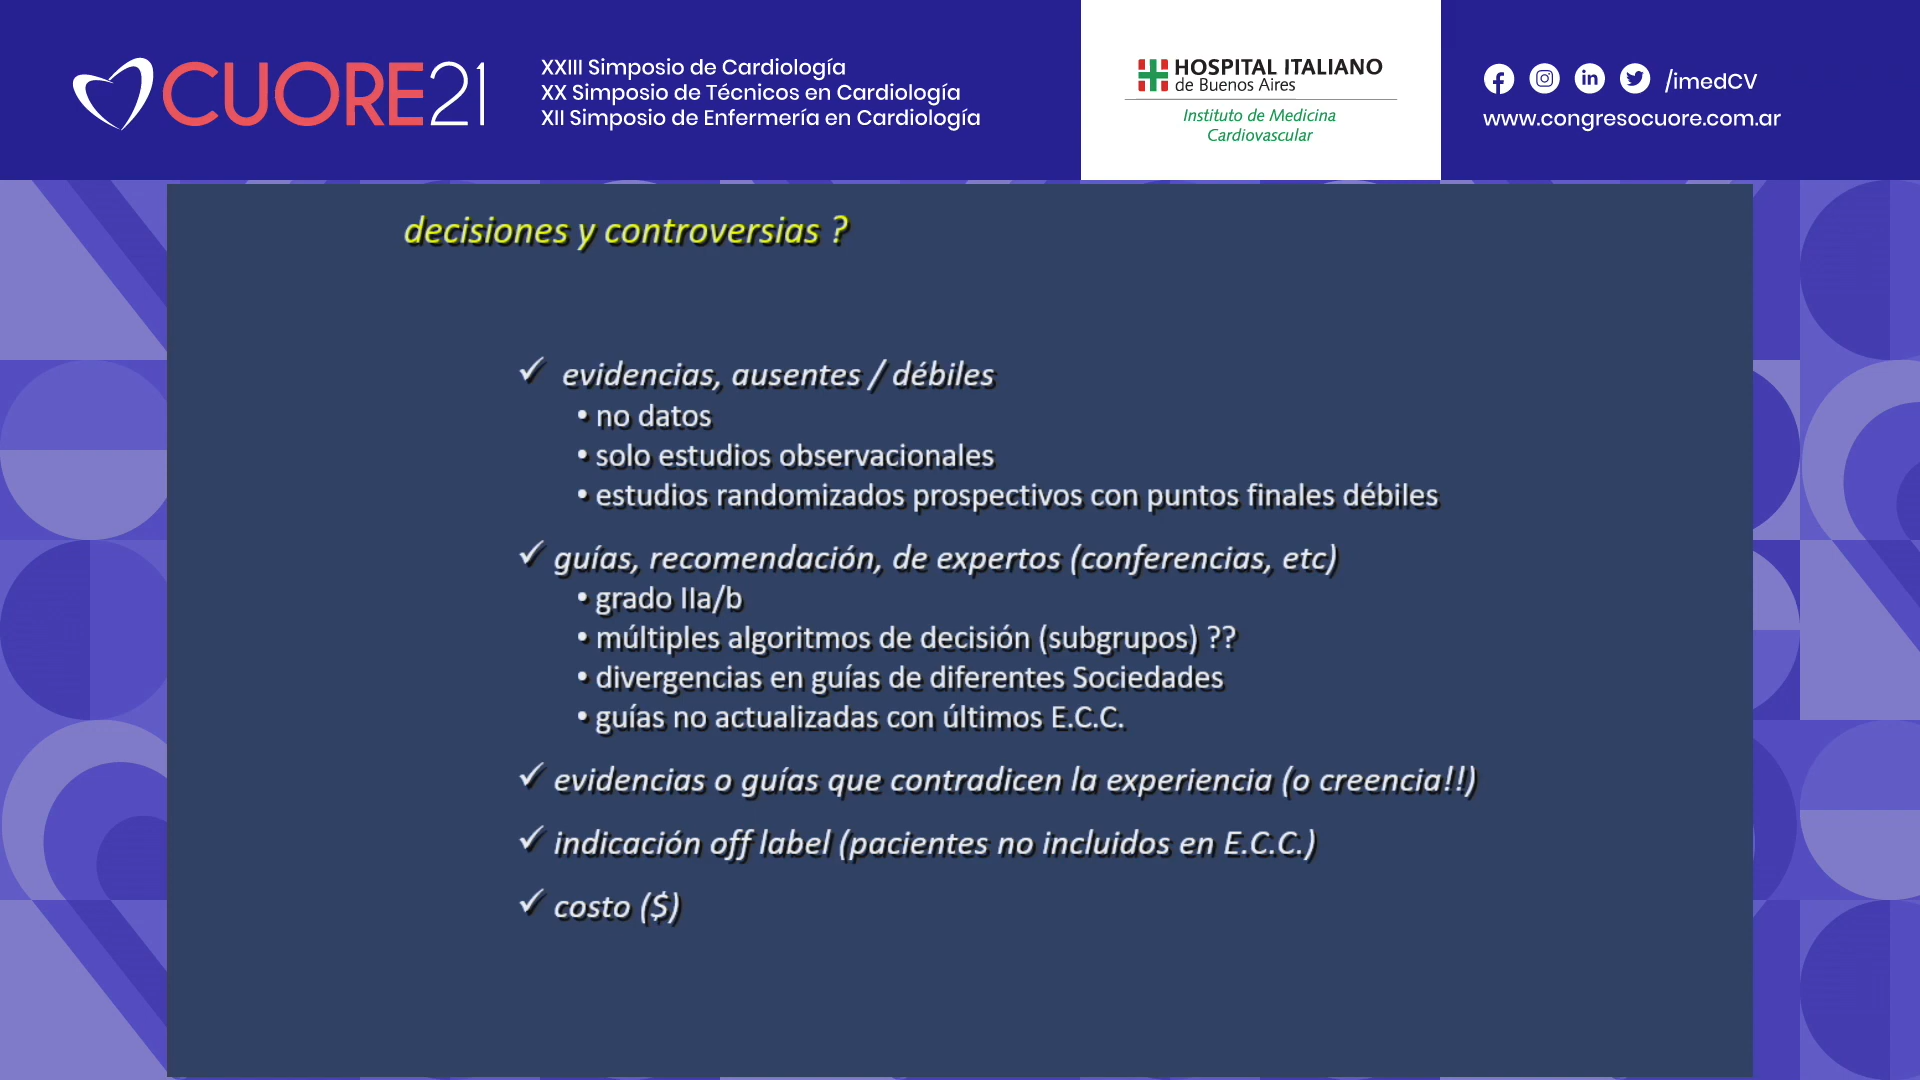 CUORE21
XXIII Simposio de Cardiología
XX Simposio de Técnicos en Cardiología
XII Simposio de Enfermería en Cardiología
HOSPITAL ITALIANO
de Buenos Aires
Instituto de Medicina
Cardiovascular
/imedCV
www.congresocuore.com.ar
decisiones y controversias ?
✓ evidencias, ausentes / débiles
• no datos
• solo estudios observacionales
• estudios randomizados prospectivos con puntos finales débiles
✓ guías, recomendación, de expertos (conferencias, etc)
• grado IIa/b
• múltiples algoritmos de decisión (subgrupos) ??
• divergencias en guías de diferentes Sociedades
• guías no actualizadas con últimos E.C.C.
✓ evidencias o guías que contradicen la experiencia (o creencia!!)
✓ indicación off label (pacientes no incluidos en E.C.C.)
✓ costo ($)